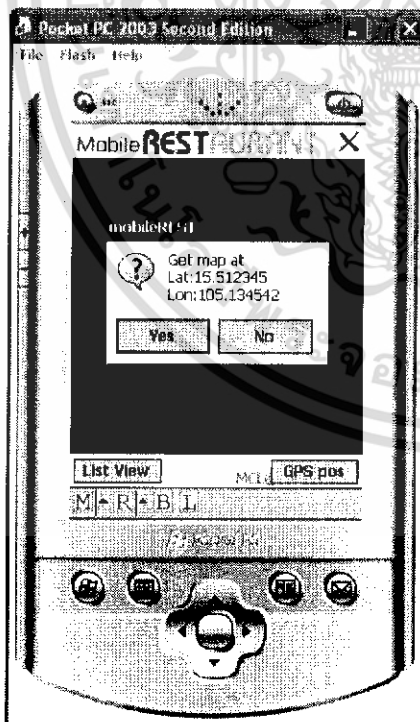 Pocket PC 2003 Second Edition
File Flash Help
Mobile RESTAURANT
mobileREST
Get map at
Lat:15.512345
Lon:105.134542
Yes No
List View GPS pos
M R B L